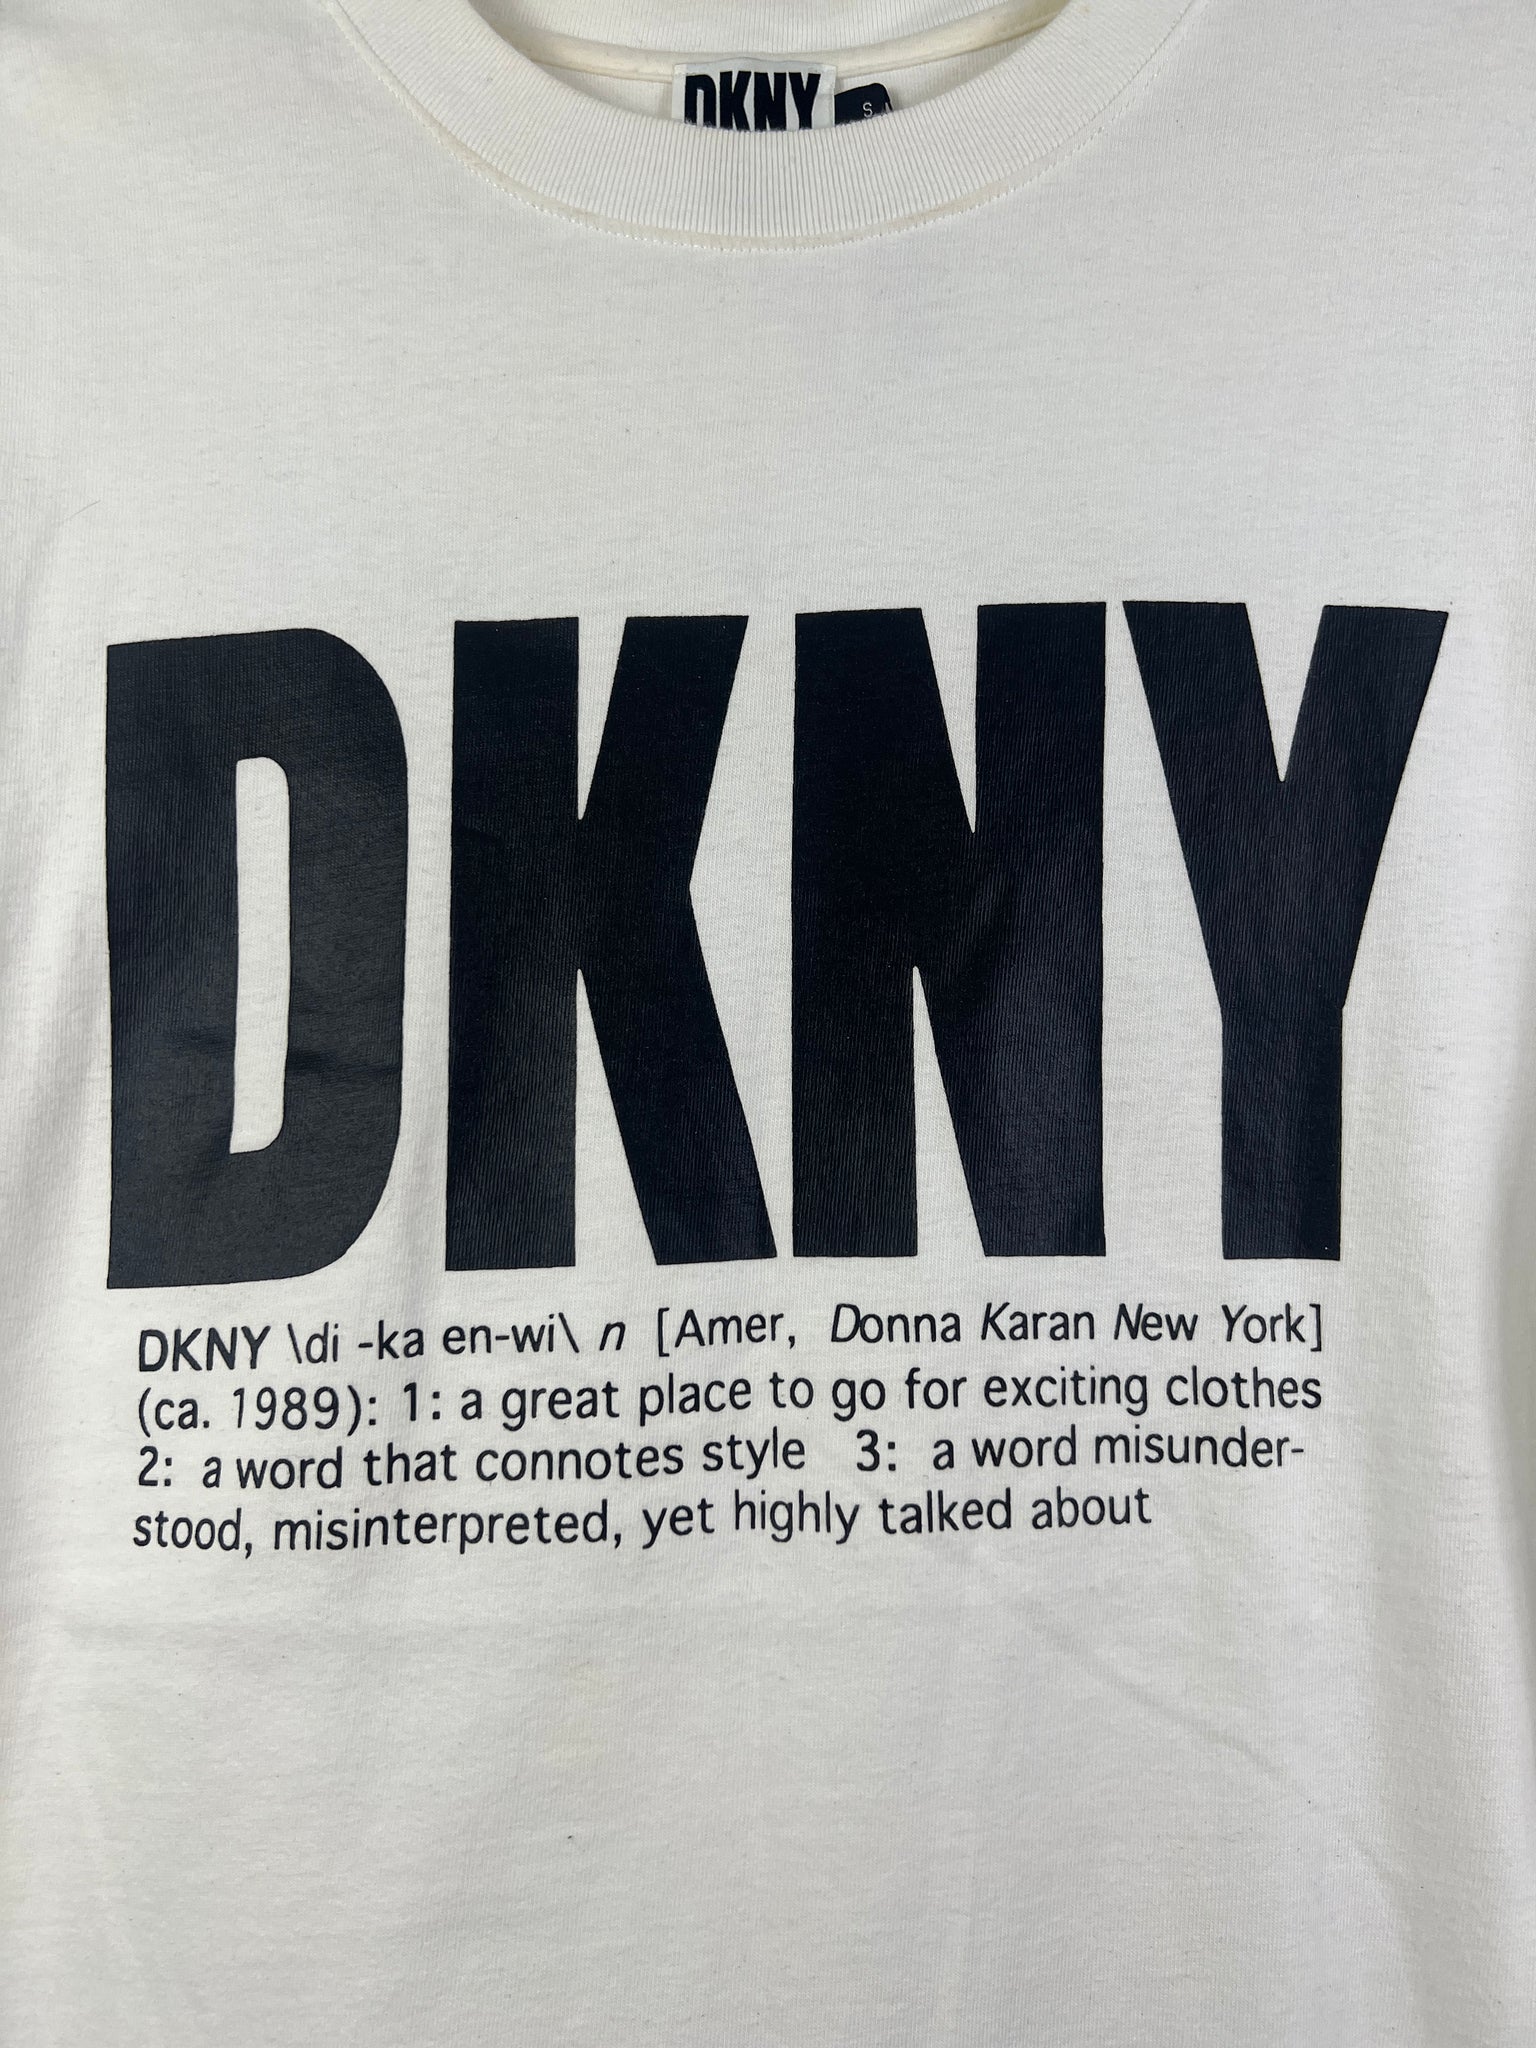 DKNY
DKNY
DKNY \di -ka en-wi\ n [Amer, Donna Karan New York]
(ca. 1989): 1: a great place to go for exciting clothes
2: a word that connotes style 3: a word misunder-
stood, misinterpreted, yet highly talked about